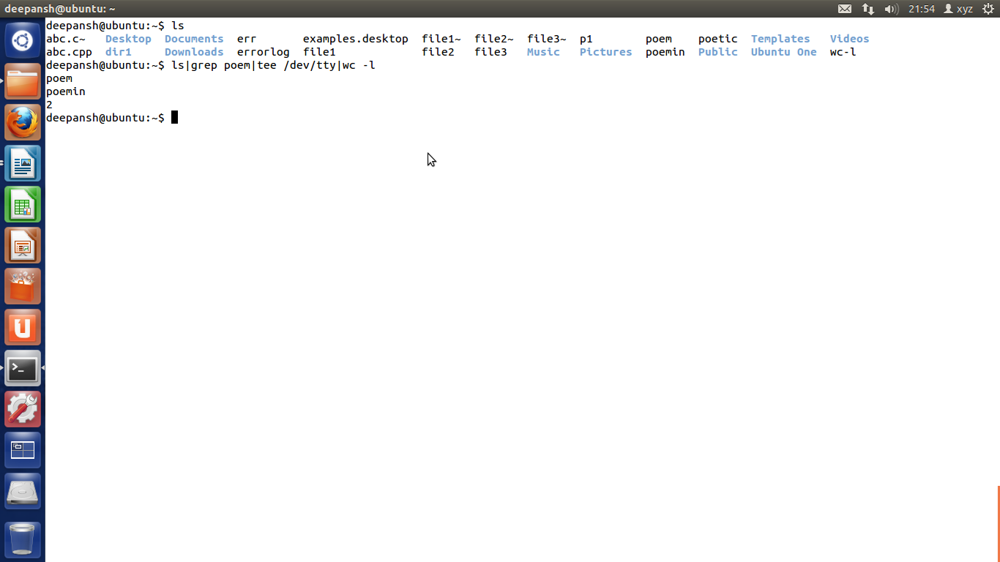 deepansh@ubuntu: ~ 21:54 xyz
deepansh@ubuntu:~$ ls
abc.c~ Desktop Documents err examples.desktop file1~ file2~ file3~ p1 poem poetic Templates Videos
abc.cpp dir1 Downloads errorlog file1 file2 file3 Music Pictures poemin Public Ubuntu One wc-l
deepansh@ubuntu:~$ ls|grep poem|tee /dev/tty|wc -l
poem
poemin
2
deepansh@ubuntu:~$